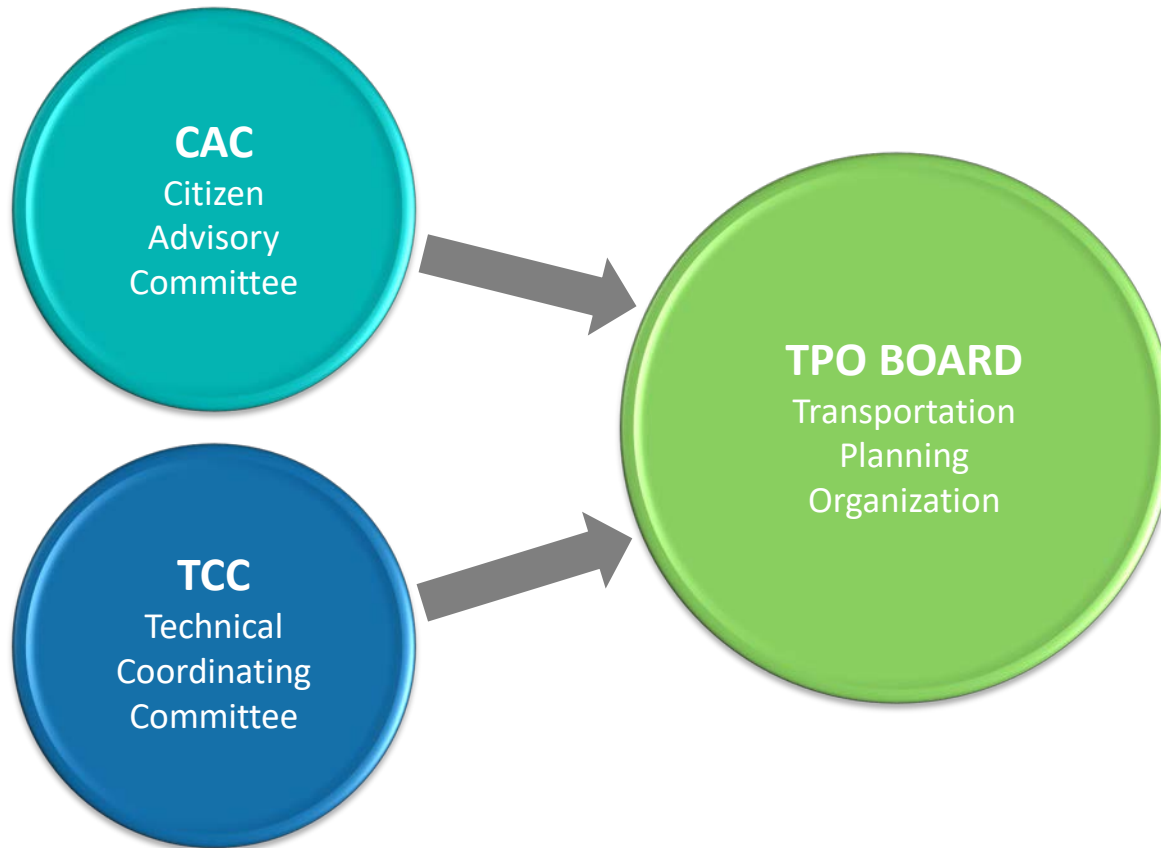 CAC
Citizen
Advisory
Committee
TPO BOARD
Transportation
Planning
Organization
TCC
Technical
Coordinating
Committee